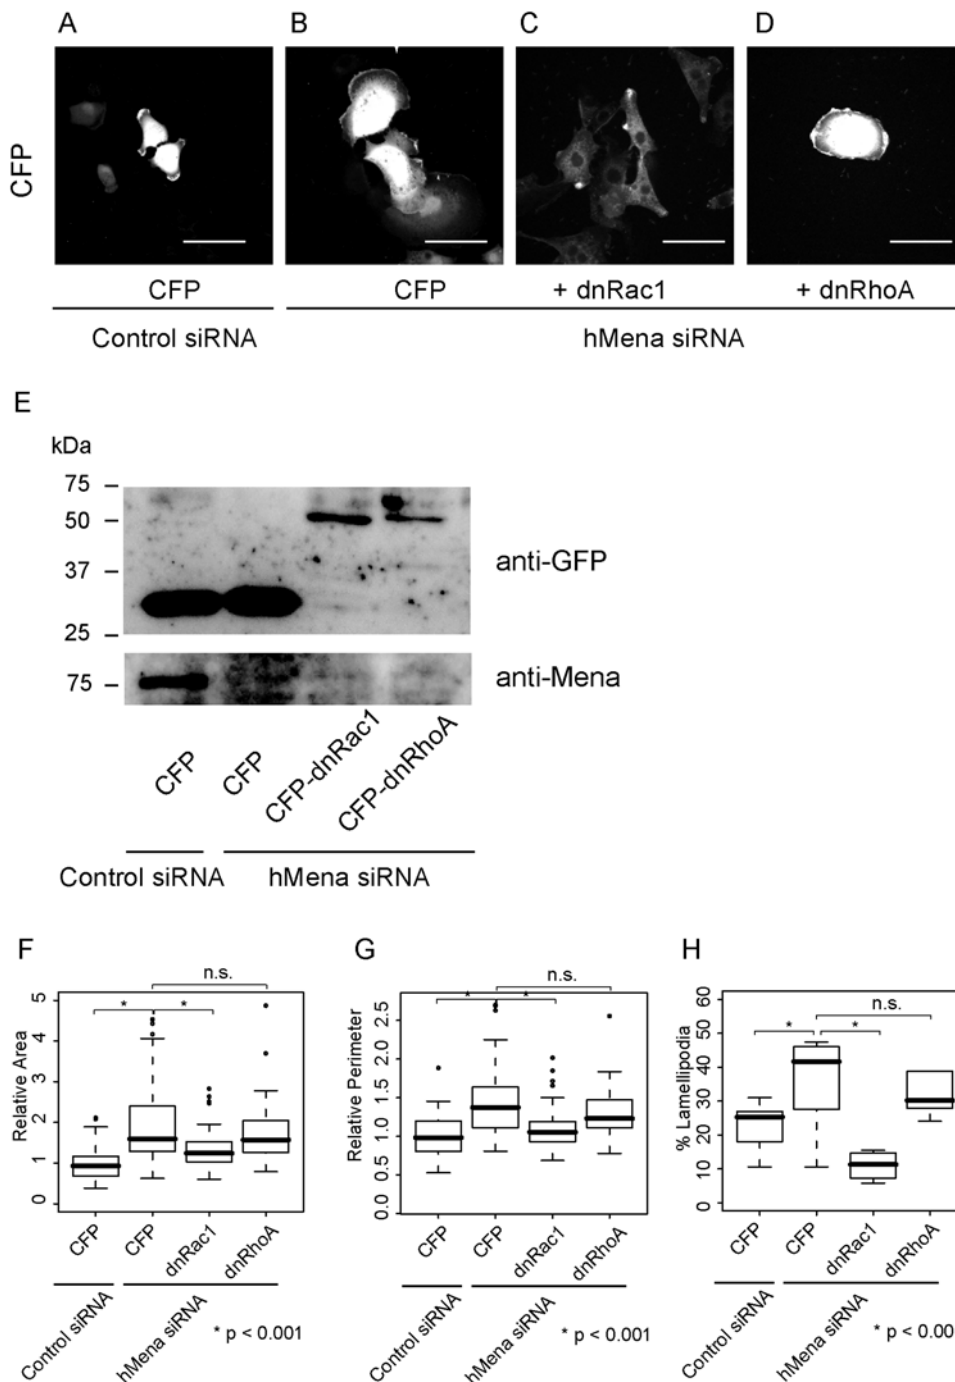 A B C D
CFP
CFP CFP + dnRac1 + dnRhoA
Control siRNA hMena siRNA
E
kDa
75
50
37
25
anti-GFP
75
anti-Mena
CFP CFP CFP-dnRac1 CFP-dnRhoA
Control siRNA hMena siRNA
F
n.s.
* *
Relative Area
5
4
3
2
1
0
CFP CFP dnRac1 dnRhoA
Control siRNA hMena siRNA
* p < 0.001
G
n.s.
* *
Relative Perimeter
2.5
2.0
1.5
1.0
0.5
0.0
CFP CFP dnRac1 dnRhoA
Control siRNA hMena siRNA
* p < 0.001
H
n.s.
* *
% Lamellipodia
60
50
40
30
20
10
0
CFP CFP dnRac1 dnRhoA
Control siRNA hMena siRNA
* p < 0.00